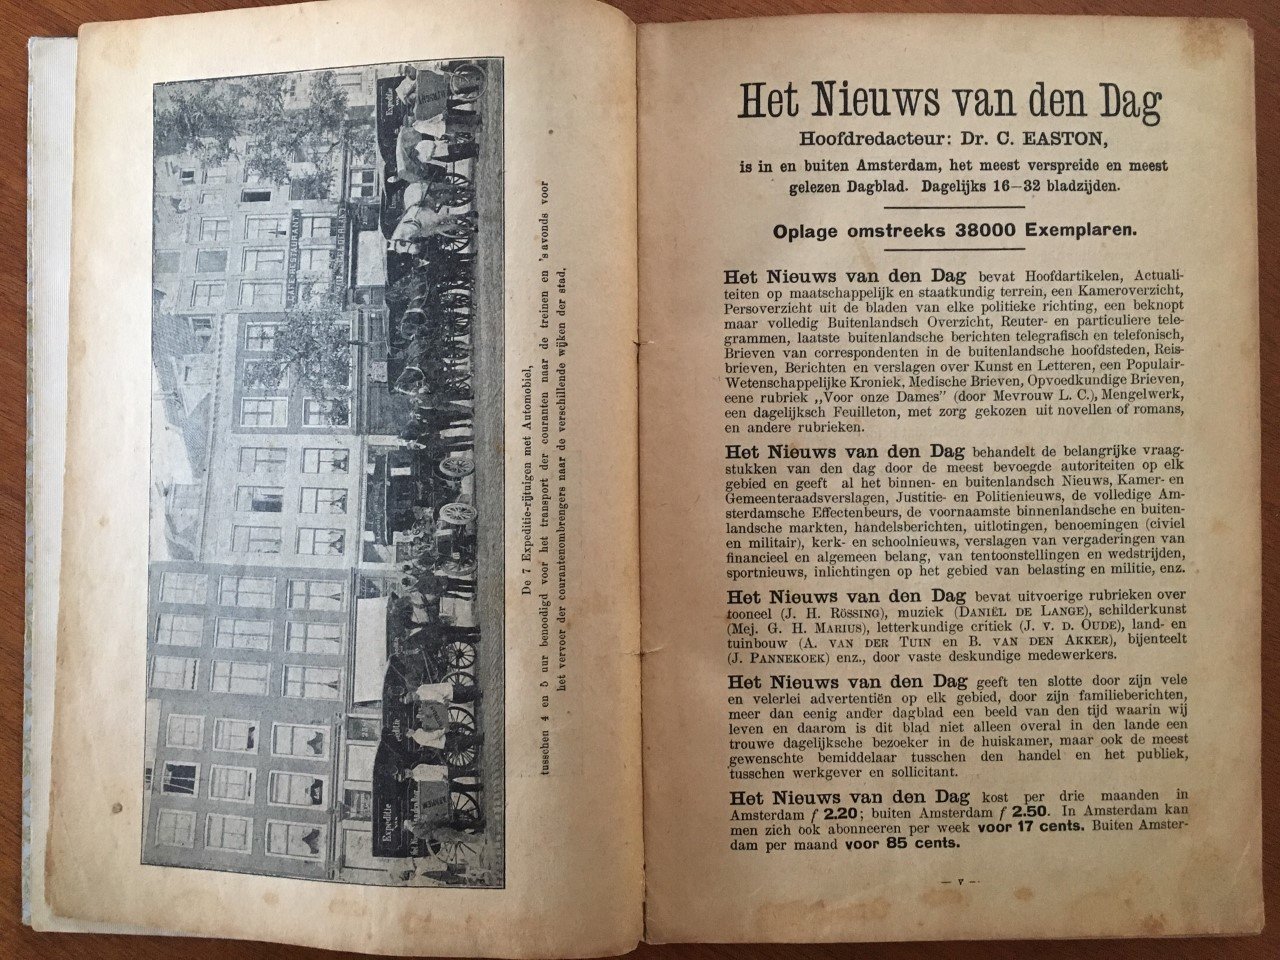 De 7 Expeditie-rijtuigen met Automobiel,
tusschen 4 en 5 uur benoodigd voor het transport der couranten naar de treinen en 's avonds voor
het vervoer der courantenombrengers naar de verschillende wijken der stad.
Expeditie
Expeditie
ARNHEM
CAFE RESTAURANT
Het Nieuws van den Dag
Hoofdredacteur: Dr. C. EASTON,
is in en buiten Amsterdam, het meest verspreide en meest
gelezen Dagblad. Dagelijks 16—32 bladzijden.
Oplage omstreeks 38000 Exemplaren.
Het Nieuws van den Dag bevat Hoofdartikelen, Actuali-
teiten op maatschappelijk en staatkundig terrein, een Kameroverzicht,
Persoverzicht uit de bladen van elke politieke richting, een beknopt
maar volledig Buitenlandsch Overzicht, Reuter- en particuliere tele-
grammen, laatste buitenlandsche berichten telegrafisch en telefonisch,
Brieven van correspondenten in de buitenlandsche hoofdsteden, Reis-
brieven, Berichten en verslagen over Kunst en Letteren, een Populair-
Wetenschappelijke Kroniek, Medische Brieven, Opvoedkundige Brieven,
eene rubriek „Voor onze Dames" (door Mevrouw L. C.), Mengelwerk,
een dagelijksch Feuilleton, met zorg gekozen uit novellen of romans,
en andere rubrieken.
Het Nieuws van den Dag behandelt de belangrijke vraag-
stukken van den dag door de meest bevoegde autoriteiten op elk
gebied en geeft al het binnen- en buitenlandsch Nieuws, Kamer- en
Gemeenteraadsverslagen, Justitie- en Politienieuws, de volledige Am-
sterdamsche Effectenbeurs, de voornaamste binnenlandsche en buiten-
landsche markten, handelsberichten, uitlotingen, benoemingen (civiel
en militair), kerk- en schoolnieuws, verslagen van vergaderingen van
financieel en algemeen belang, van tentoonstellingen en wedstrijden,
sportnieuws, inlichtingen op het gebied van belasting en militie, enz.
Het Nieuws van den Dag bevat uitvoerige rubrieken over
tooneel (J. H. RÖSSING), muziek (DANIËL DE LANGE), schilderkunst
(Mej. G. H. MARIUS), letterkundige critiek (J. V. D. OUDE), land- en
tuinbouw (A. VAN DER TUIN en B. VAN DEN AKKER), bijenteelt
(J. PANNEKOEK) enz., door vaste deskundige medewerkers.
Het Nieuws van den Dag geeft ten slotte door zijn vele
en velerlei advertentiën op elk gebied, door zijn familieberichten,
meer dan eenig ander dagblad een beeld van den tijd waarin wij
leven en daarom is dit blad niet alleen overal in den lande een
trouwe dagelijksche bezoeker in de huiskamer, maar ook de meest
gewenschte bemiddelaar tusschen den handel en het publiek,
tusschen werkgever en sollicitant.
Het Nieuws van den Dag kost per drie maanden in
Amsterdam f 2.20; buiten Amsterdam f 2.50. In Amsterdam kan
men zich ook abonneeren per week voor 17 cents. Buiten Amster-
dam per maand voor 85 cents.
— v —